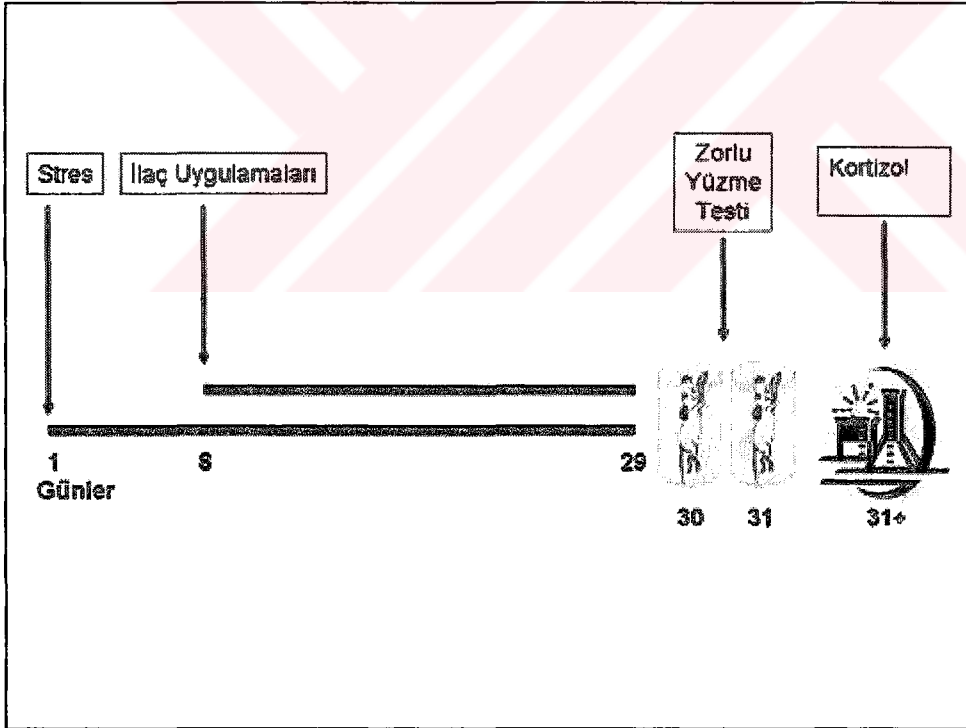 Stres
İlaç Uygulamaları
Zorlu
Yüzme
Testi
Kortizol
1
8
29
Günler
30
31
31+